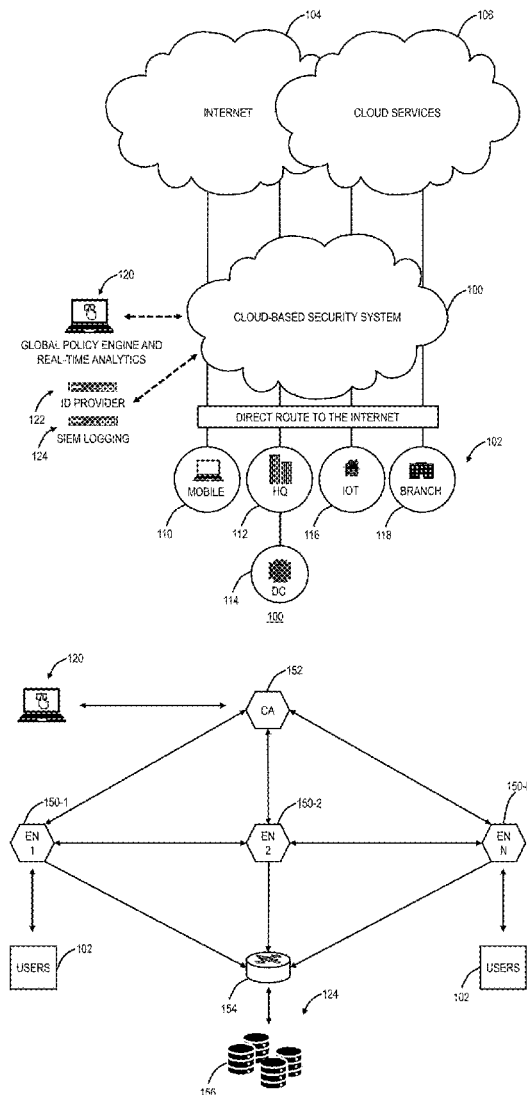 104
106
INTERNET
CLOUD SERVICES
120
100
CLOUD-BASED SECURITY SYSTEM
GLOBAL POLICY ENGINE AND
REAL-TIME ANALYTICS
ID PROVIDER
122
DIRECT ROUTE TO THE INTERNET
124
SIEM LOGGING
102
MOBILE
HQ
IOT
BRANCH
110
112
116
118
DC
114
100
120
152
CA
150-1
150-2
150-
EN
1
EN
2
EN
N
USERS
102
USERS
102
154
124
156